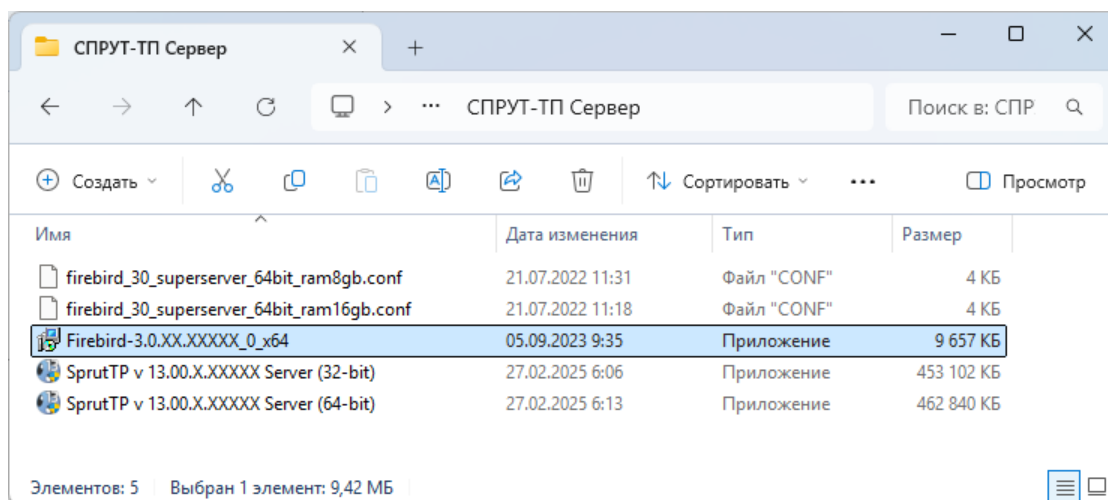 СПРУТ-ТП Сервер
СПРУТ-ТП Сервер
Поиск в: СПР
Создать
Сортировать
Просмотр
Имя Дата изменения Тип Размер
firebird_30_superserver_64bit_ram8gb.conf 21.07.2022 11:31 Файл "CONF" 4 КБ
firebird_30_superserver_64bit_ram16gb.conf 21.07.2022 11:18 Файл "CONF" 4 КБ
Firebird-3.0.XX.XXXXX_0_x64 05.09.2023 9:35 Приложение 9 657 КБ
SprutTP v 13.00.X.XXXXX Server (32-bit) 27.02.2025 6:06 Приложение 453 102 КБ
SprutTP v 13.00.X.XXXXX Server (64-bit) 27.02.2025 6:13 Приложение 462 840 КБ
Элементов: 5 Выбран 1 элемент: 9,42 МБ